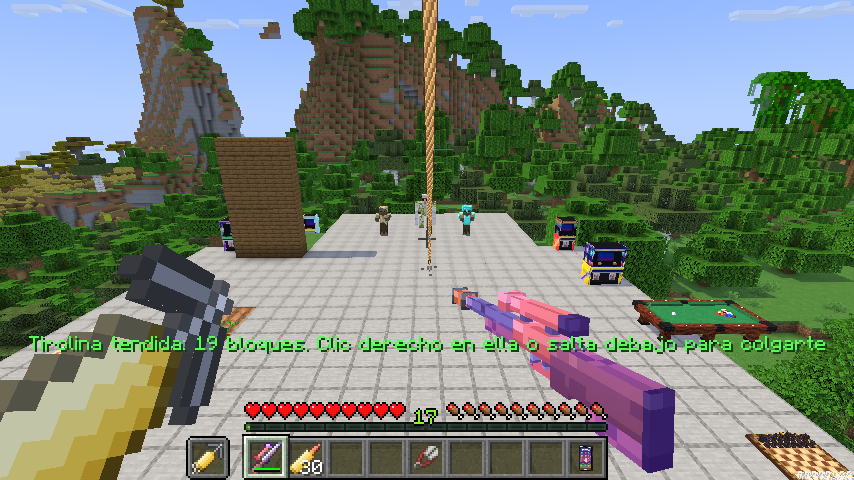 Tirolina tendida: 19 bloques. Clic derecho en ella o salta debajo para colgarte
17
30